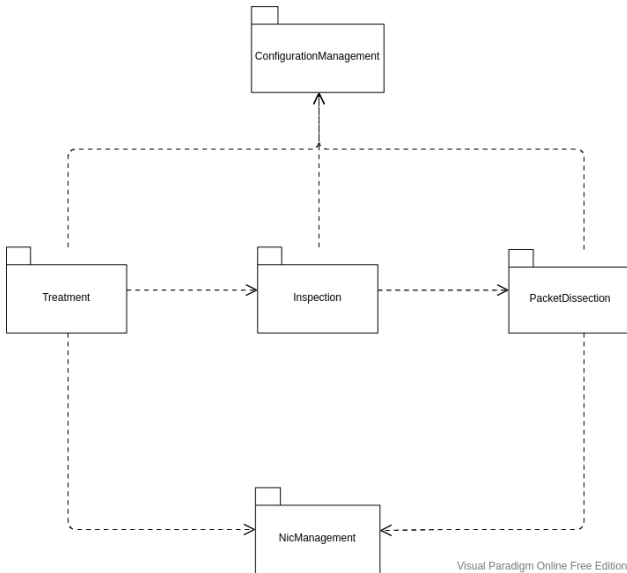 ConfigurationManagement
Treatment
Inspection
PacketDissection
NicManagement
Visual Paradigm Online Free Edition